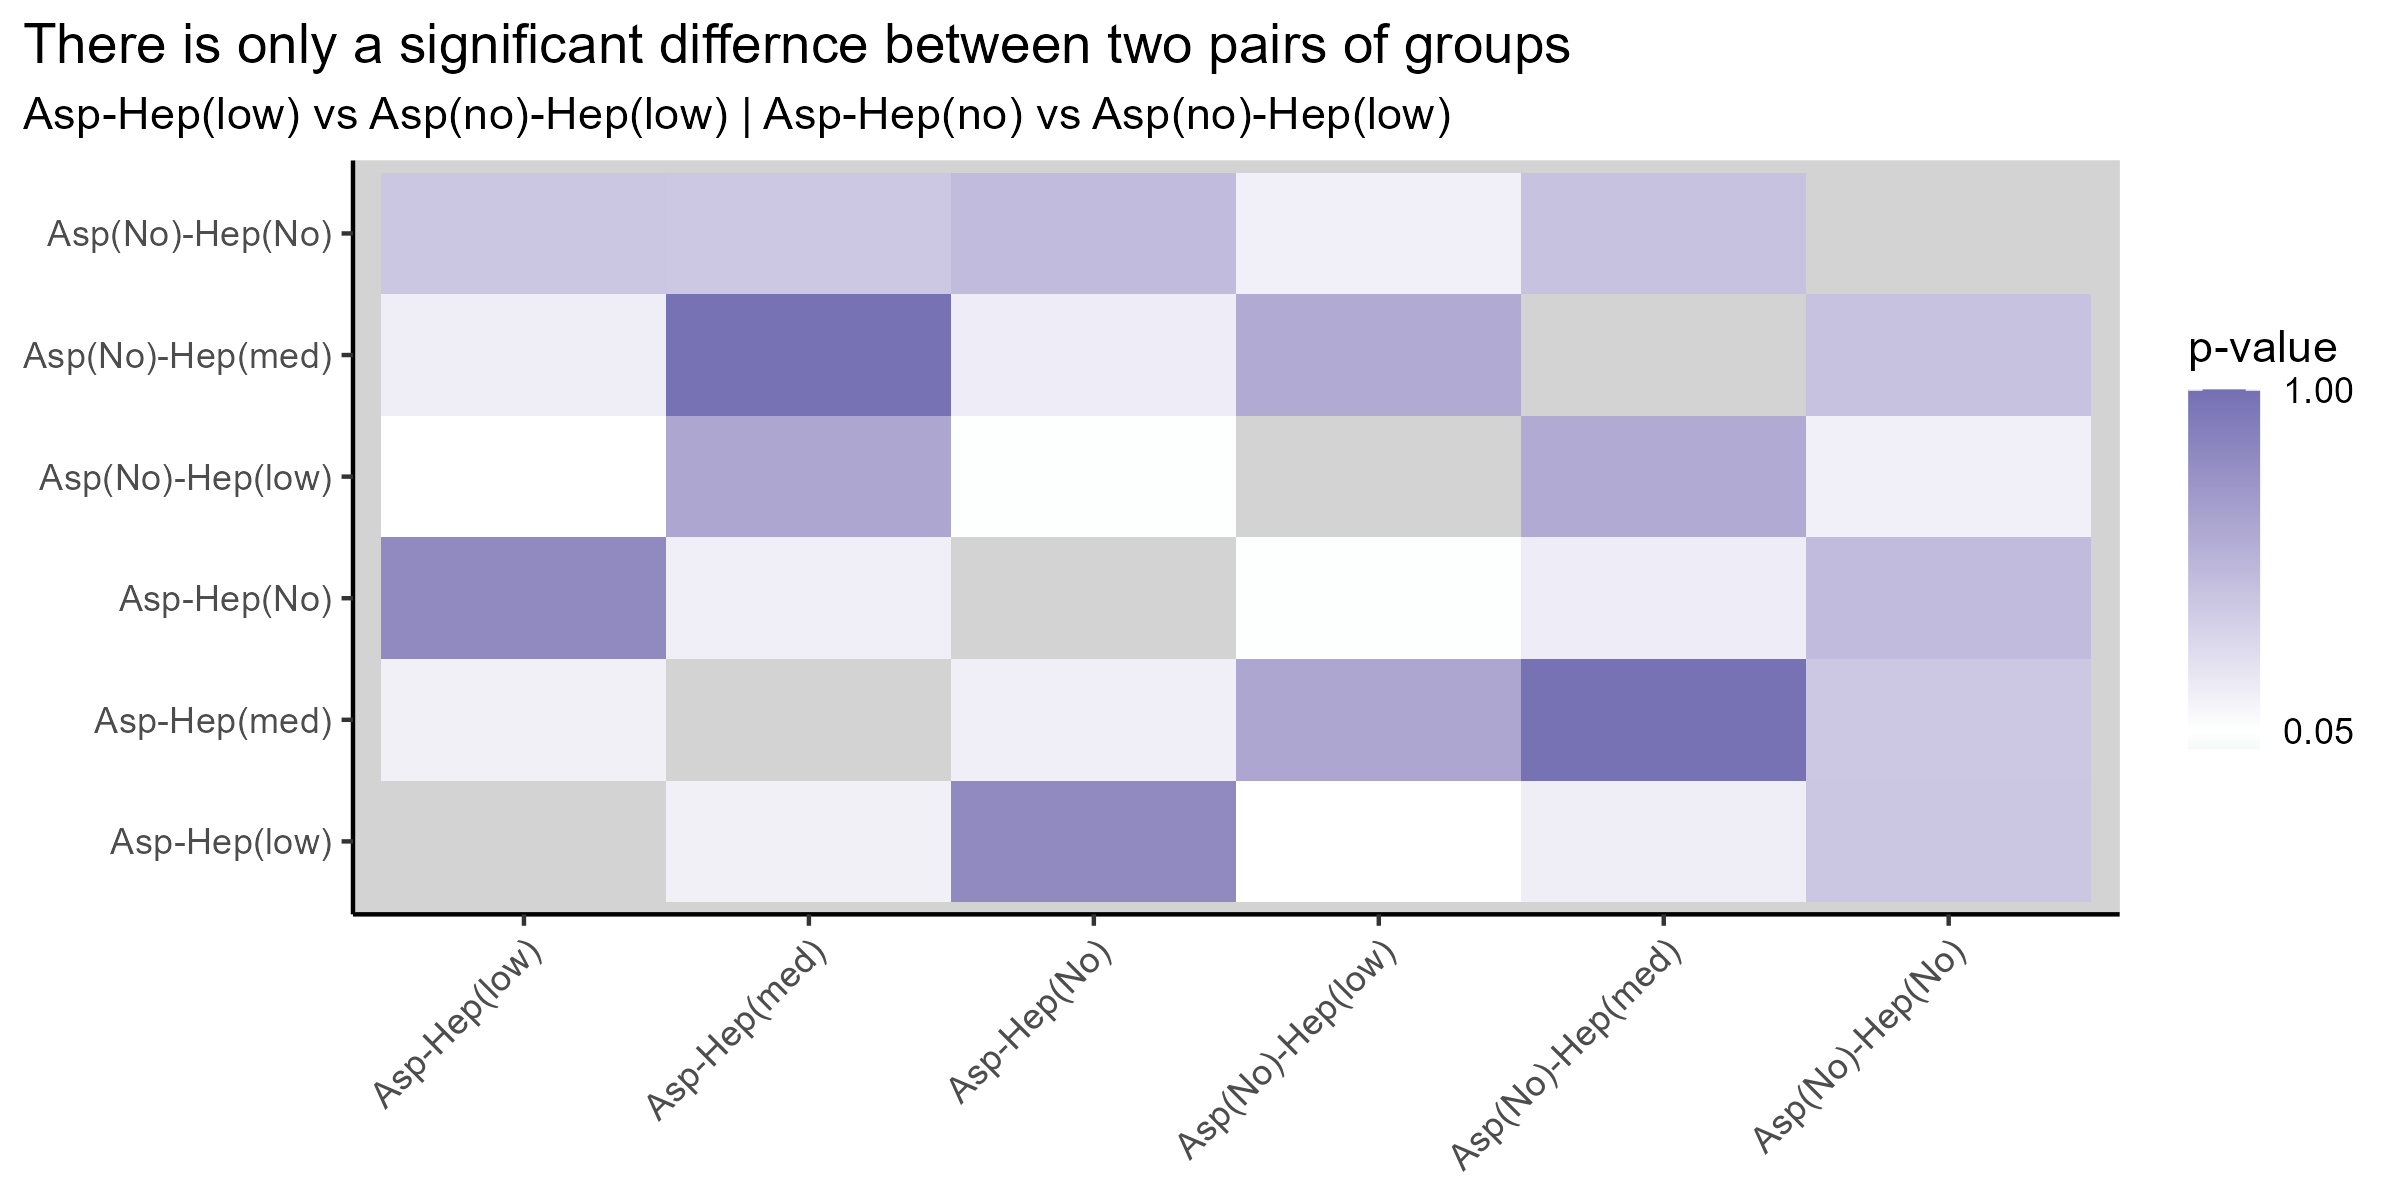 There is only a significant differnce between two pairs of groups
Asp-Hep(low) vs Asp(no)-Hep(low) | Asp-Hep(no) vs Asp(no)-Hep(low)
Asp(No)-Hep(No)
Asp(No)-Hep(med)
Asp(No)-Hep(low)
Asp-Hep(No)
Asp-Hep(med)
Asp-Hep(low)
Asp-Hep(low)
Asp-Hep(med)
Asp-Hep(No)
Asp(No)-Hep(low)
Asp(No)-Hep(med)
Asp(No)-Hep(No)
p-value
1.00
0.05